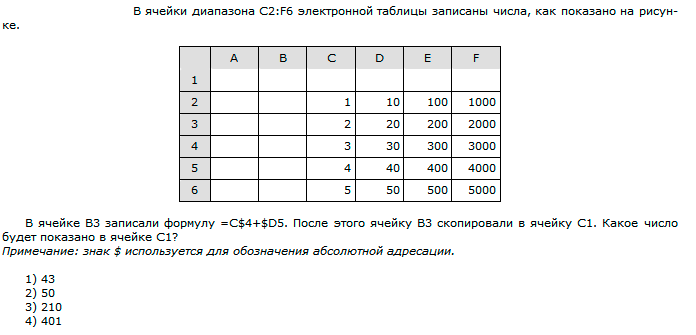 В ячейки диапазона C2:F6 электронной таблицы записаны числа, как показано на рисун-
ке.
A B C D E F
1
2 1 10 100 1000
3 2 20 200 2000
4 3 30 300 3000
5 4 40 400 4000
6 5 50 500 5000
В ячейке B3 записали формулу =C$4+$D5. После этого ячейку B3 скопировали в ячейку C1. Какое число
будет показано в ячейке C1?
Примечание: знак $ используется для обозначения абсолютной адресации.
1) 43
2) 50
3) 210
4) 401